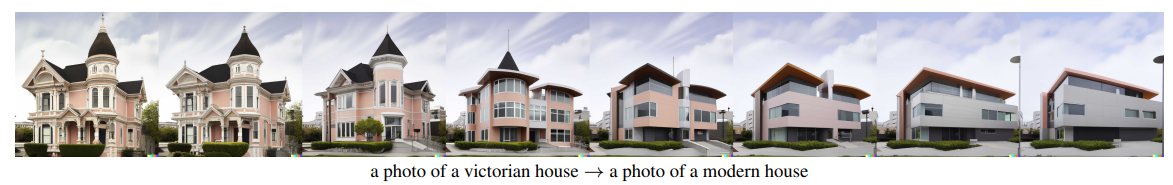 a photo of a victorian house → a photo of a modern house